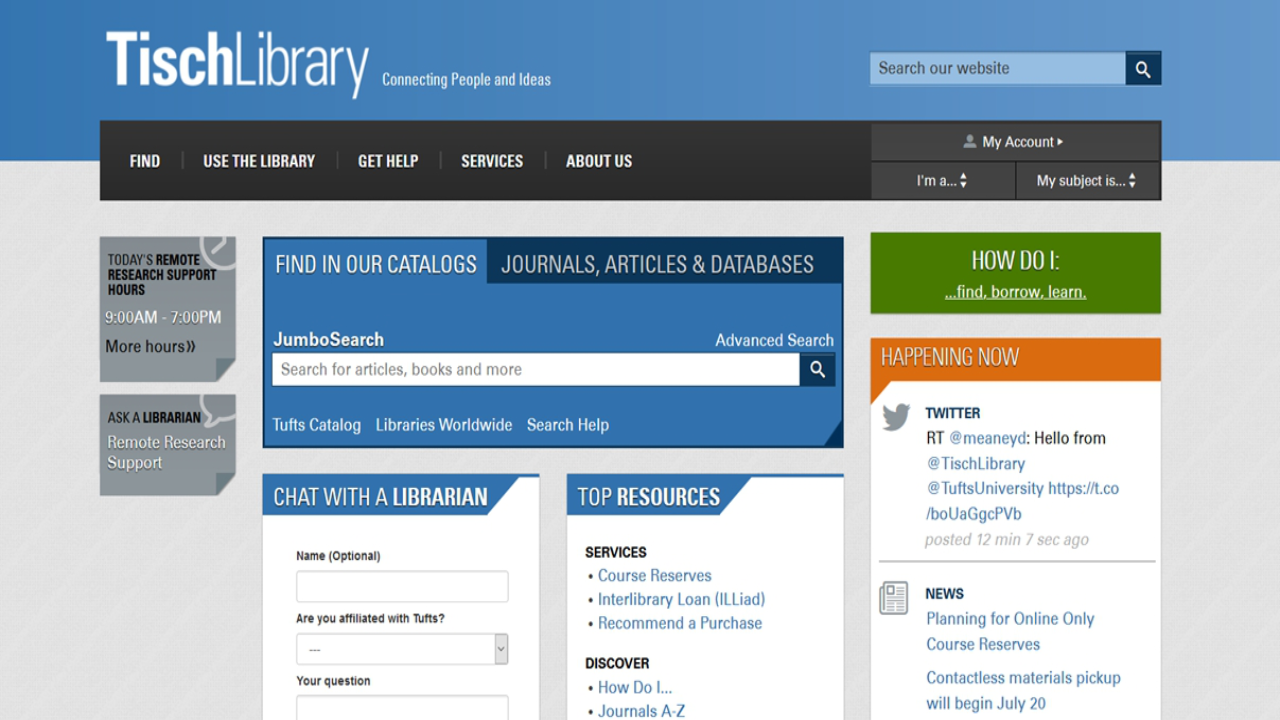 TischLibrary Connecting People and Ideas
Search our website
FIND
USE THE LIBRARY
GET HELP
SERVICES
ABOUT US
My Account
I'm a...
My subject is...
TODAY'S REMOTE
RESEARCH SUPPORT
HOURS
9:00AM - 7:00PM
More hours»
ASK A LIBRARIAN
Remote Research
Support
FIND IN OUR CATALOGS
JOURNALS, ARTICLES & DATABASES
JumboSearch
Advanced Search
Search for articles, books and more
Tufts Catalog
Libraries Worldwide
Search Help
CHAT WITH A LIBRARIAN
Name (Optional)
Are you affiliated with Tufts?
---
Your question
TOP RESOURCES
SERVICES
• Course Reserves
• Interlibrary Loan (ILLiad)
• Recommend a Purchase
DISCOVER
• How Do I...
• Journals A-Z
HOW DO I:
...find, borrow, learn.
HAPPENING NOW
TWITTER
RT @meaneyd: Hello from
@TischLibrary
@TuftsUniversity https://t.co
/boUaGgcPVb
posted 12 min 7 sec ago
NEWS
Planning for Online Only
Course Reserves
Contactless materials pickup
will begin July 20